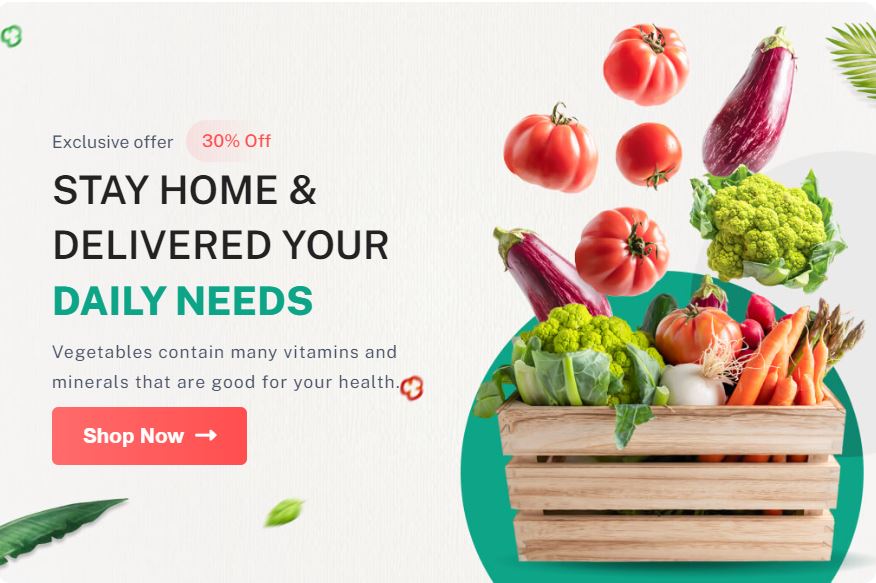 Exclusive offer 30% Off
STAY HOME &
DELIVERED YOUR
DAILY NEEDS
Vegetables contain many vitamins and
minerals that are good for your health.
Shop Now →